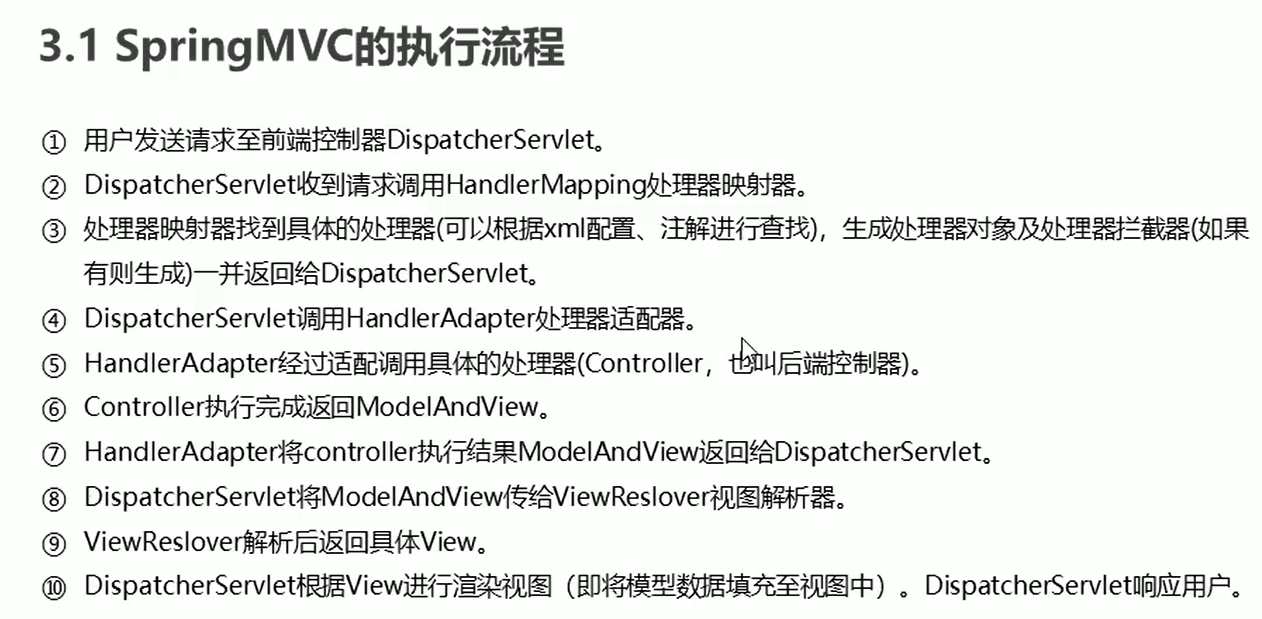 3.1 SpringMVC的执行流程
① 用户发送请求至前端控制器DispatcherServlet。
② DispatcherServlet收到请求调用HandlerMapping处理器映射器。
③ 处理器映射器找到具体的处理器(可以根据xml配置、注解进行查找)，生成处理器对象及处理器拦截器(如果
有则生成)一并返回给DispatcherServlet。
④ DispatcherServlet调用HandlerAdapter处理器适配器。
⑤ HandlerAdapter经过适配调用具体的处理器(Controller，也叫后端控制器)。
⑥ Controller执行完成返回ModelAndView。
⑦ HandlerAdapter将controller执行结果ModelAndView返回给DispatcherServlet。
⑧ DispatcherServlet将ModelAndView传给ViewReslover视图解析器。
⑨ ViewReslover解析后返回具体View。
⑩ DispatcherServlet根据View进行渲染视图（即将模型数据填充至视图中）。DispatcherServlet响应用户。